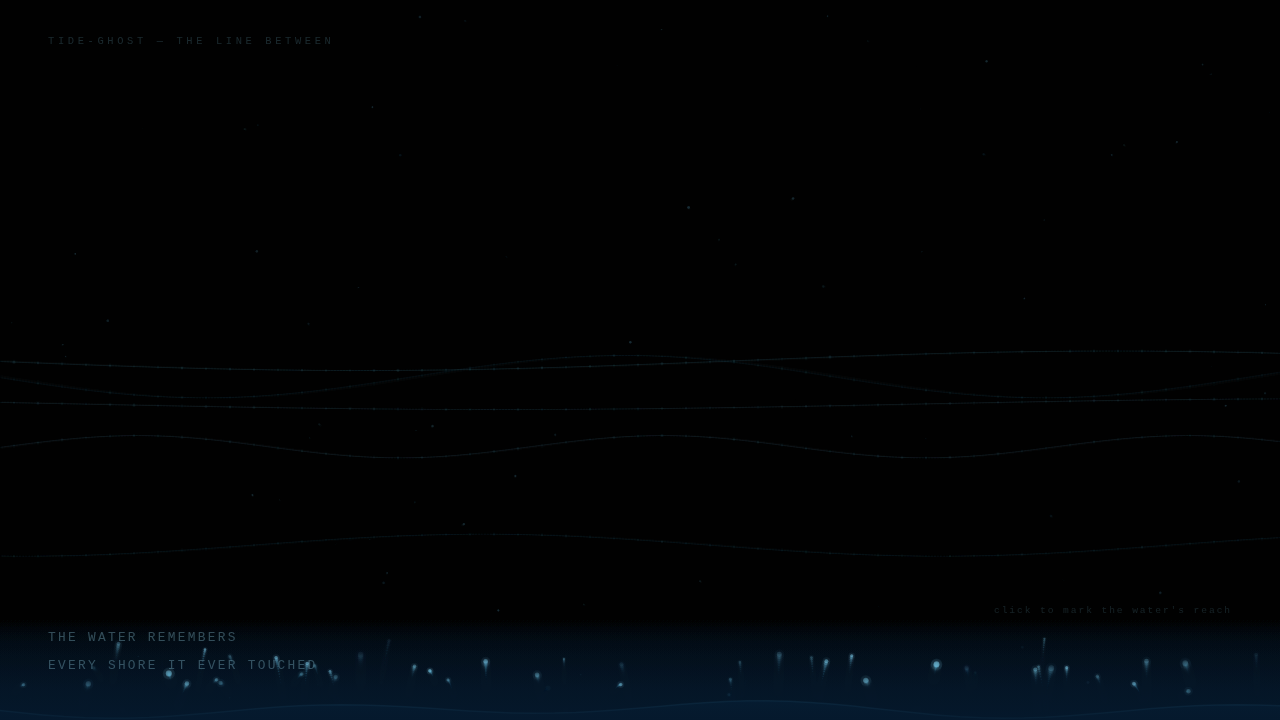 TIDE-GHOST — THE LINE BETWEEN
click to mark the water's reach
THE WATER REMEMBERS
EVERY SHORE IT EVER TOUCHED